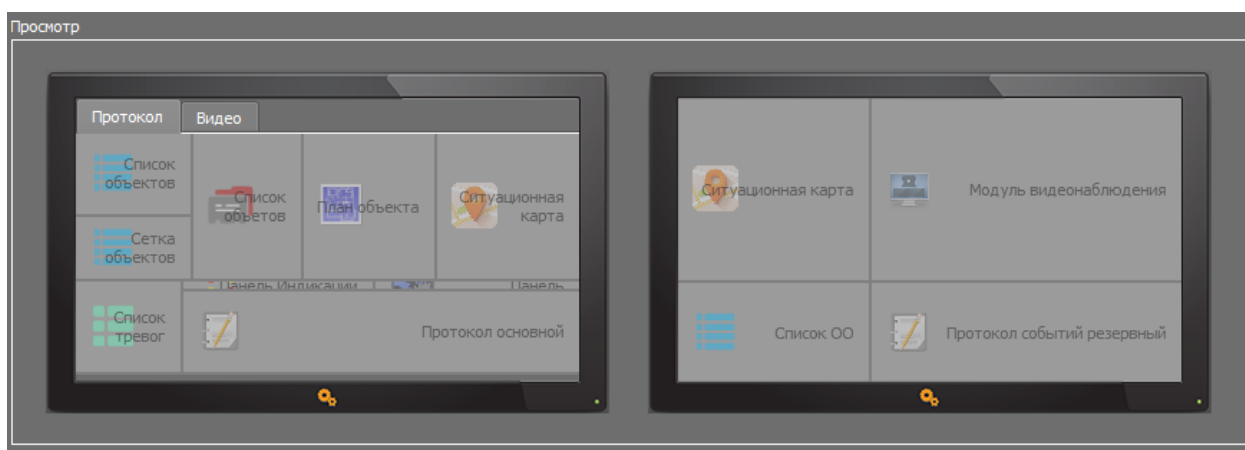 Просмотр
Протокол
Видео
Список
объектов
Список
объетов
План объекта
Ситуационная
карта
Сетка
объектов
Панель Индикации
Панель
Список
тревог
Протокол основной
Ситуационная карта
Модуль видеонаблюдения
Список ОО
Протокол событий резервный